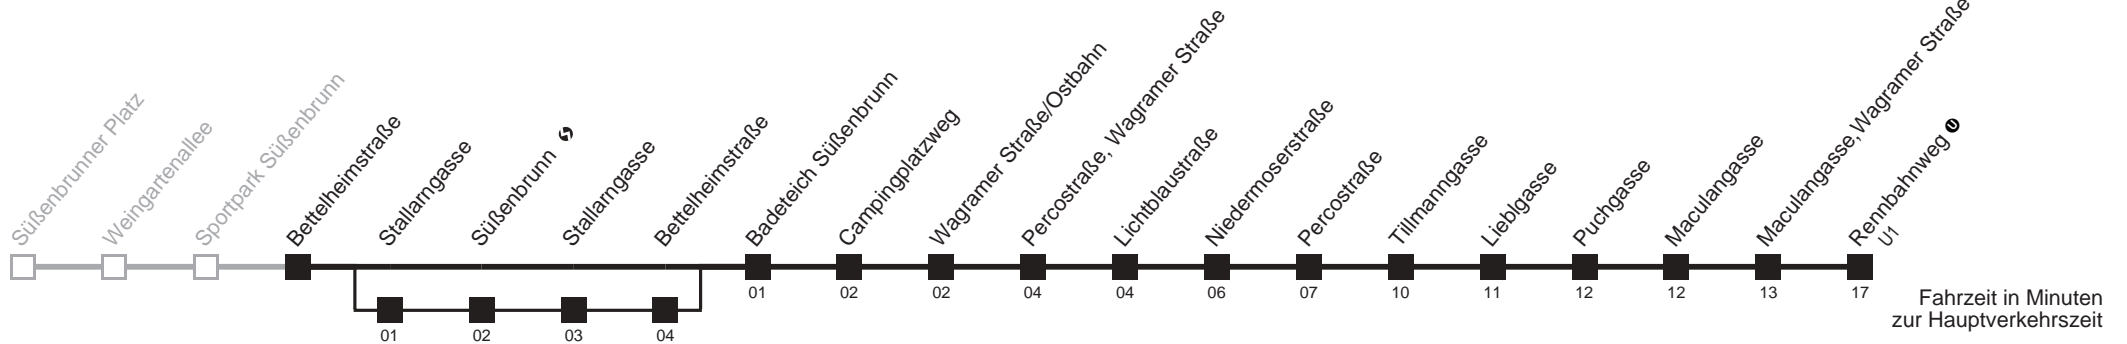 Süßenbrunner Platz
Weingartenallee
Sportpark Süßenbrunn
Bettelheimstraße
Stallarngasse
Süßenbrunn S
Stallarngasse
Bettelheimstraße
Badeteich Süßenbrunn
Campingplatzweg
Wagramer Straße/Ostbahn
Percostraße, Wagramer Straße
Lichtblaustraße
Niedermoserstraße
Percostraße
Tillmanngasse
Lieblgasse
Puchgasse
Maculangasse
Maculangasse, Wagramer Straße
Rennbahnweg U
U1
01 02 02 04 04 06 07 10 11 12 12 13 17
01 02 03 04
Fahrzeit in Minuten
zur Hauptverkehrszeit